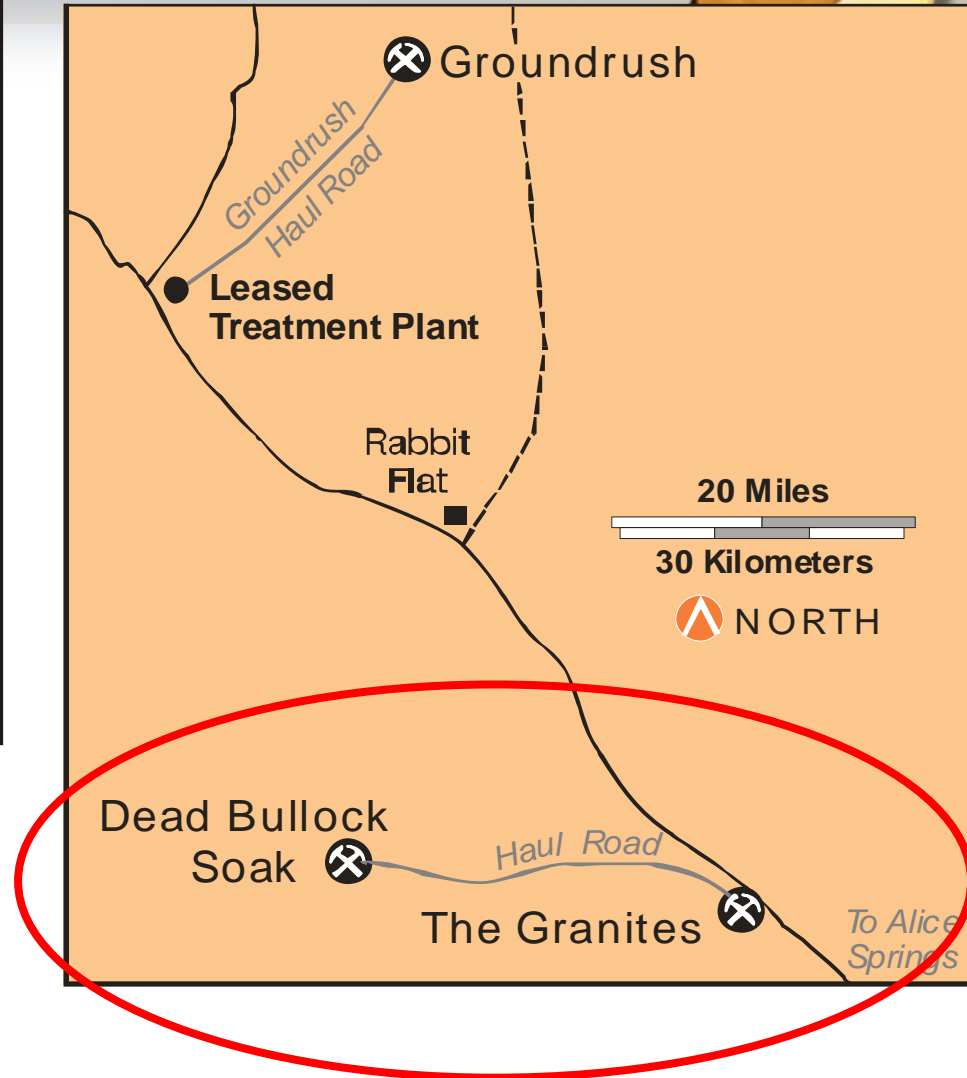 Groundrush
Groundrush
Haul Road
Leased
Treatment Plant
Rabbit
Flat
20 Miles
30 Kilometers
NORTH
Dead Bullock
Soak
Haul Road
The Granites
To Alice
Springs